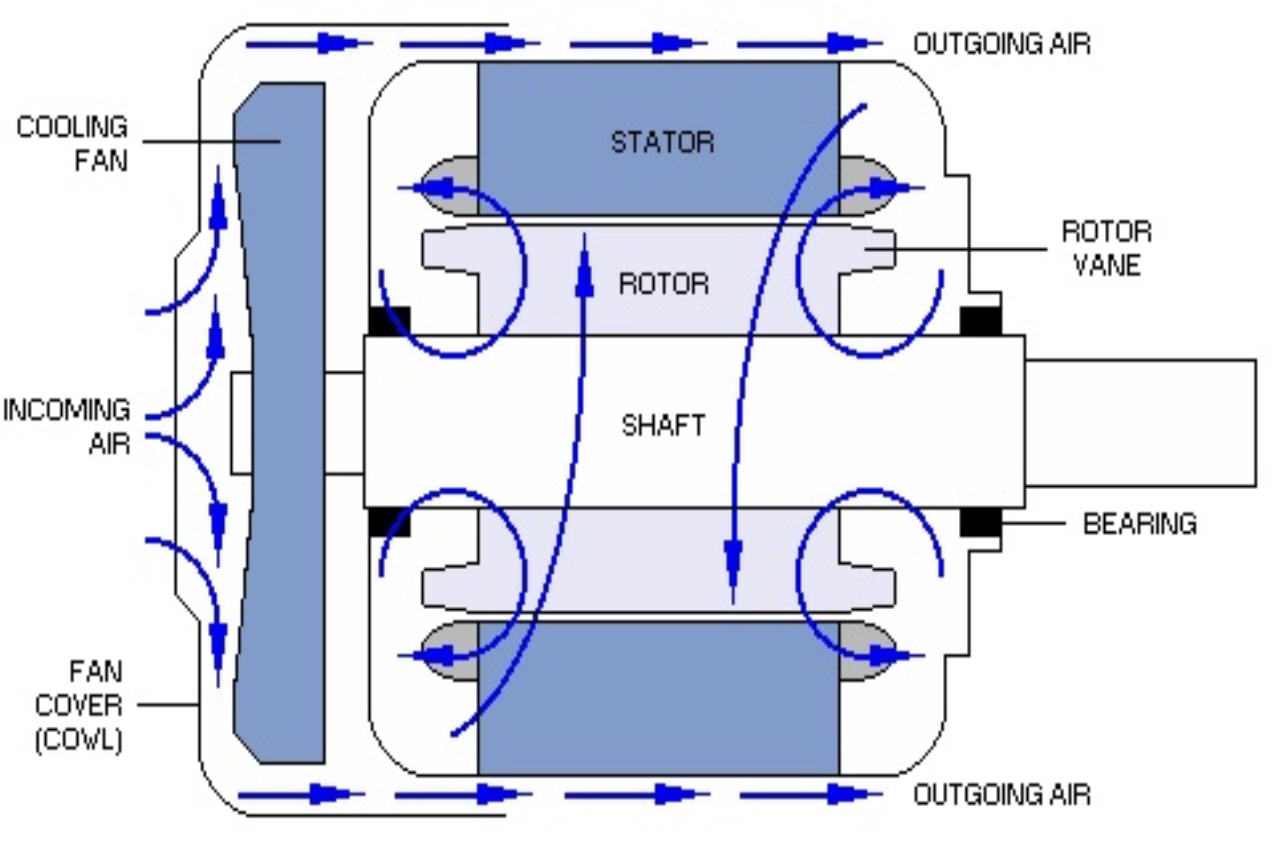 OUTGOING AIR
COOLING
FAN
STATOR
ROTOR
VANE
ROTOR
INCOMING
AIR
SHAFT
BEARING
FAN
COVER
(COWL)
OUTGOING AIR